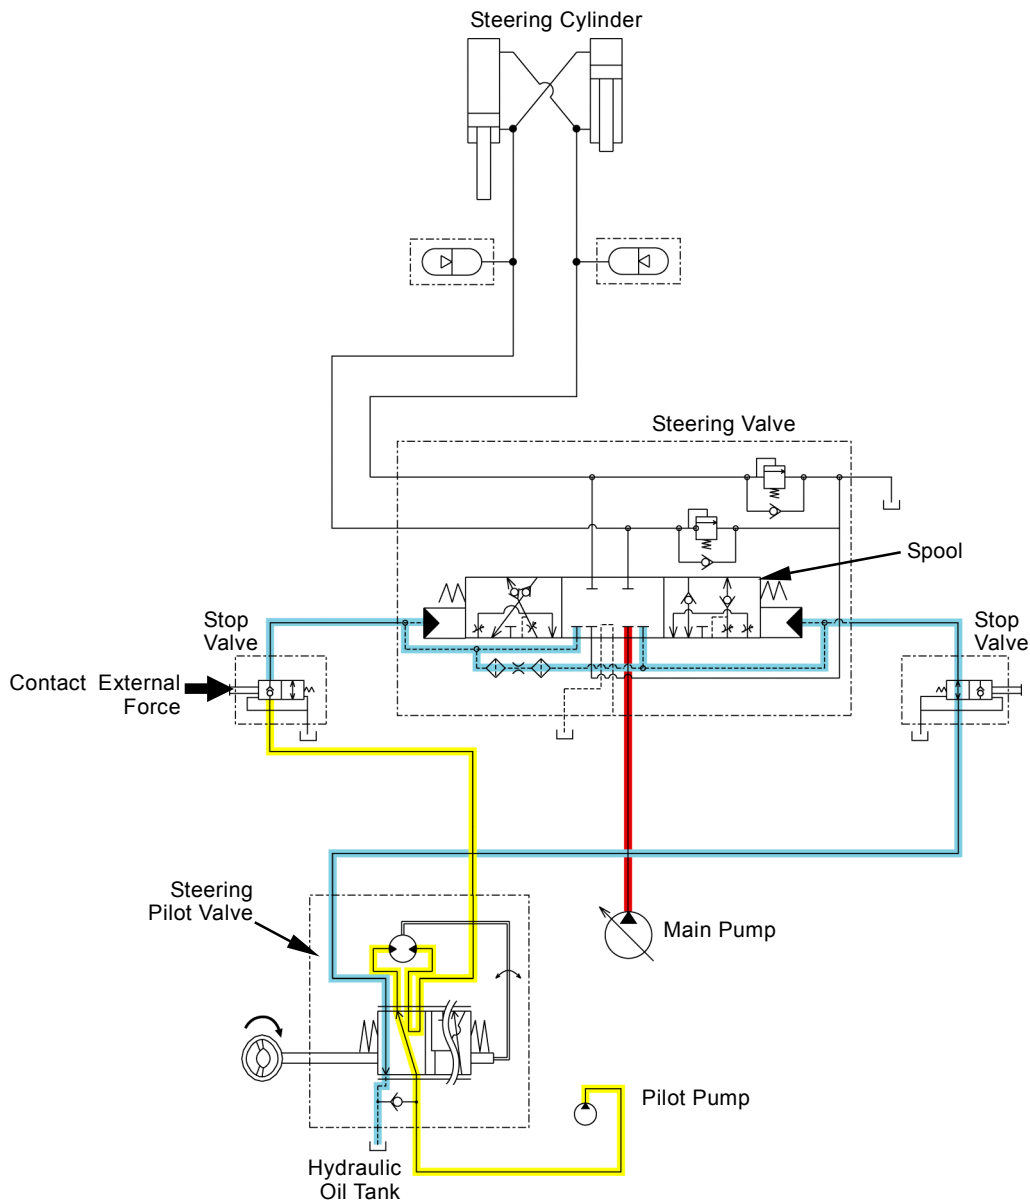 Steering Cylinder
Steering Valve
Spool
Stop
Valve
Stop
Valve
Contact External
Force
Steering
Pilot Valve
Main Pump
Pilot Pump
Hydraulic
Oil Tank